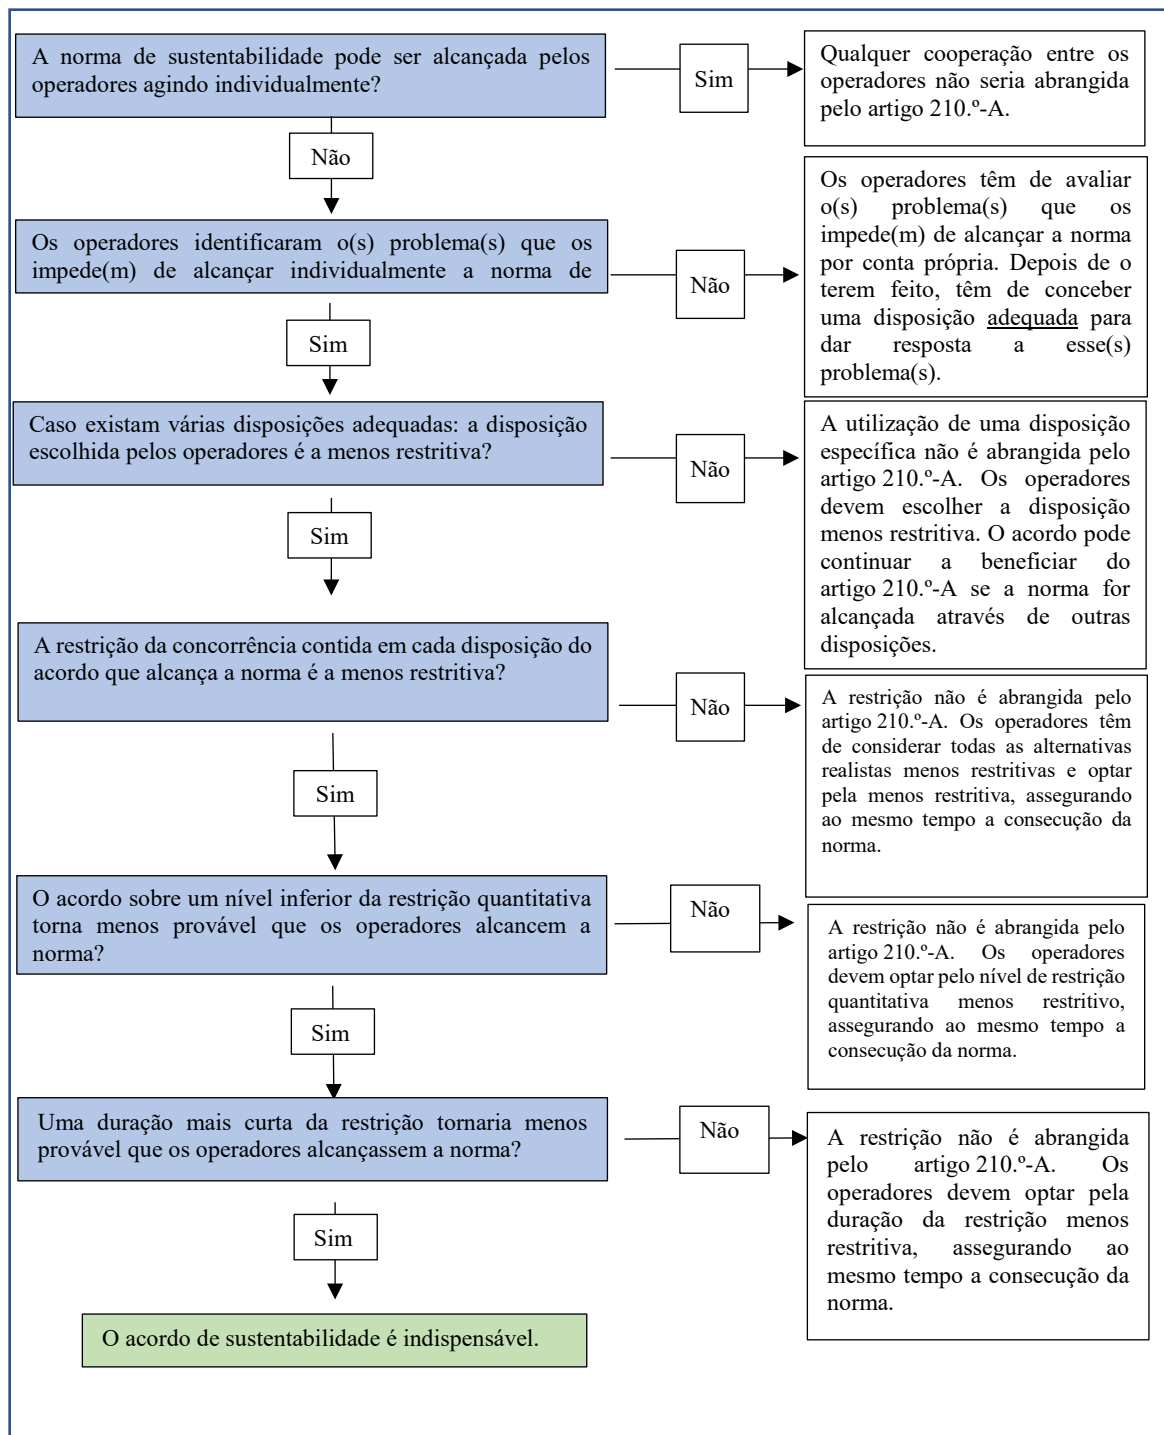 A norma de sustentabilidade pode ser alcançada pelos
operadores agindo individualmente?
Sim
Qualquer cooperação entre os
operadores não seria abrangida
pelo artigo 210.º-A.
Não
Os operadores identificaram o(s) problema(s) que os
impede(m) de alcançar individualmente a norma de
Não
Os operadores têm de avaliar
o(s) problema(s) que os
impede(m) de alcançar a norma
por conta própria. Depois de o
terem feito, têm de conceber
uma disposição adequada para
dar resposta a esse(s)
problema(s).
Sim
Caso existam várias disposições adequadas: a disposição
escolhida pelos operadores é a menos restritiva?
Não
A utilização de uma disposição
específica não é abrangida pelo
artigo 210.º-A. Os operadores
devem escolher a disposição
menos restritiva. O acordo pode
continuar a beneficiar do
artigo 210.º-A se a norma for
alcançada através de outras
disposições.
Sim
A restrição da concorrência contida em cada disposição do
acordo que alcança a norma é a menos restritiva?
Não
A restrição não é abrangida pelo
artigo 210.º-A. Os operadores têm
de considerar todas as alternativas
realistas menos restritivas e optar
pela menos restritiva, assegurando
ao mesmo tempo a consecução da
norma.
Sim
O acordo sobre um nível inferior da restrição quantitativa
torna menos provável que os operadores alcancem a
norma?
Não
A restrição não é abrangida pelo
artigo 210.º-A. Os operadores
devem optar pelo nível de restrição
quantitativa menos restritivo,
assegurando ao mesmo tempo a
consecução da norma.
Sim
Uma duração mais curta da restrição tornaria menos
provável que os operadores alcançassem a norma?
Não
A restrição não é abrangida
pelo artigo 210.º-A. Os
operadores devem optar pela
duração da restrição menos
restritiva, assegurando ao
mesmo tempo a consecução da
norma.
Sim
O acordo de sustentabilidade é indispensável.